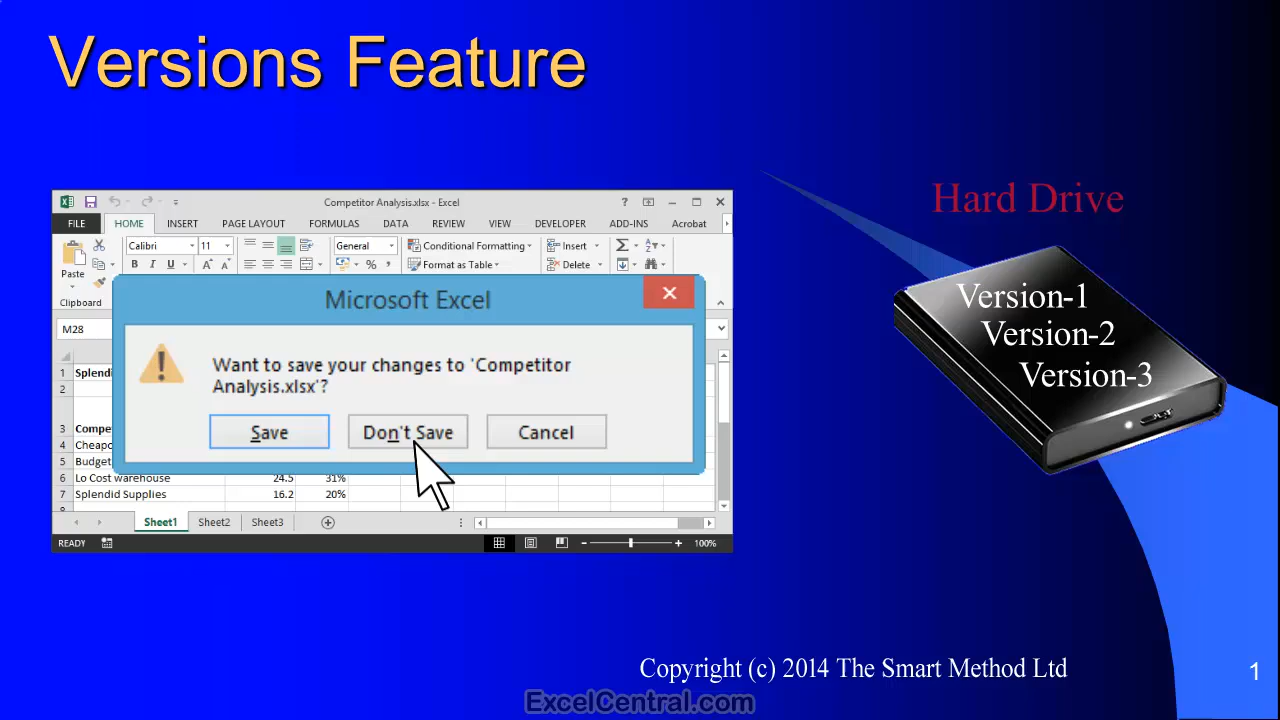 Versions Feature
Hard Drive
Competitor Analysis.xlsx - Excel
FILE HOME INSERT PAGE LAYOUT FORMULAS DATA REVIEW VIEW DEVELOPER ADD-INS Acrobat
Calibri 11 General Conditional Formatting Insert
Paste B I U A A % Format as Table Delete
Clipboard
Microsoft Excel
M28
Want to save your changes to 'Competitor
Analysis.xlsx'?
Save Don't Save Cancel
1 Splendi
2
3 Compe
4 Cheapo
5 Budget
6 Lo Cost warehouse 24.5 31%
7 Splendid Supplies 16.2 20%
Sheet1 Sheet2 Sheet3
READY 100%
Version-1
Version-2
Version-3
Copyright (c) 2014 The Smart Method Ltd
1
ExcelCentral.com